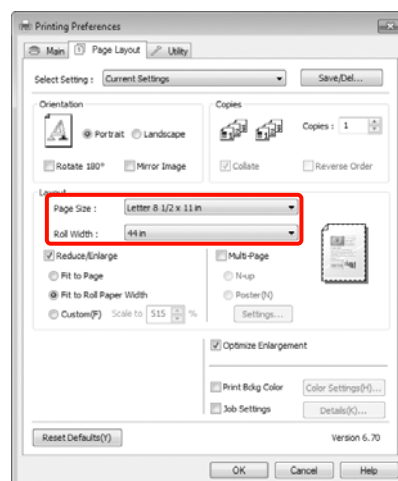 Printing Preferences
Main Page Layout Utility
Select Setting : Current Settings Save/Del...
Orientation Copies
Portrait Landscape Copies : 1
Rotate 180° Mirror Image Collate Reverse Order
Layout
Page Size : Letter 8 1/2 x 11 in
Roll Width : 44 in
Reduce/Enlarge Multi-Page
Fit to Page N-up
Fit to Roll Paper Width Poster(N)
Custom(F) Scale to 515 % Settings...
Optimize Enlargement
Print Bckg Color Color Settings(H)...
Job Settings Details(K)...
Reset Defaults(Y) Version 6.70
OK Cancel Help